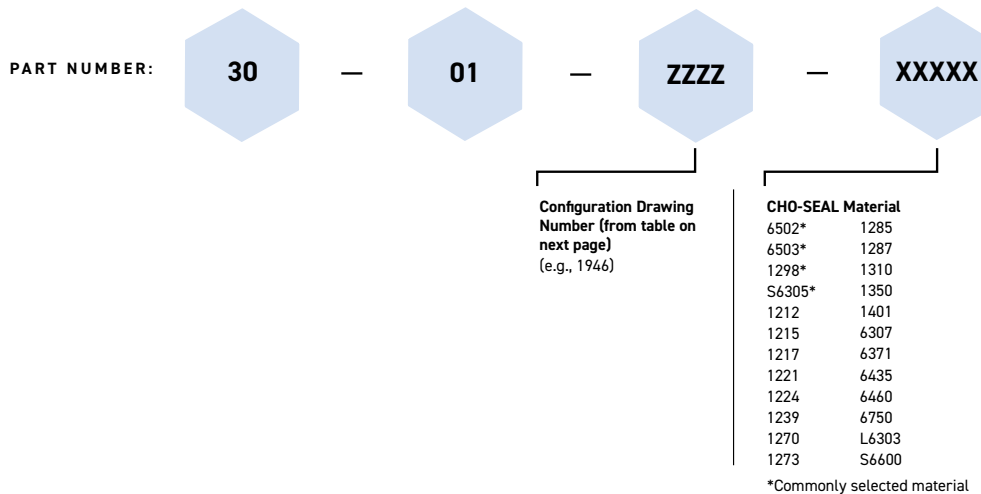 PART NUMBER: 30 — 01 — ZZZZ — XXXXX
Configuration Drawing
Number (from table on
next page)
(e.g., 1946)
CHO-SEAL Material
6502* 1285
6503* 1287
1298* 1310
S6305* 1350
1212 1401
1215 6307
1217 6371
1221 6435
1224 6460
1239 6750
1270 L6303
1273 S6600
*Commonly selected material